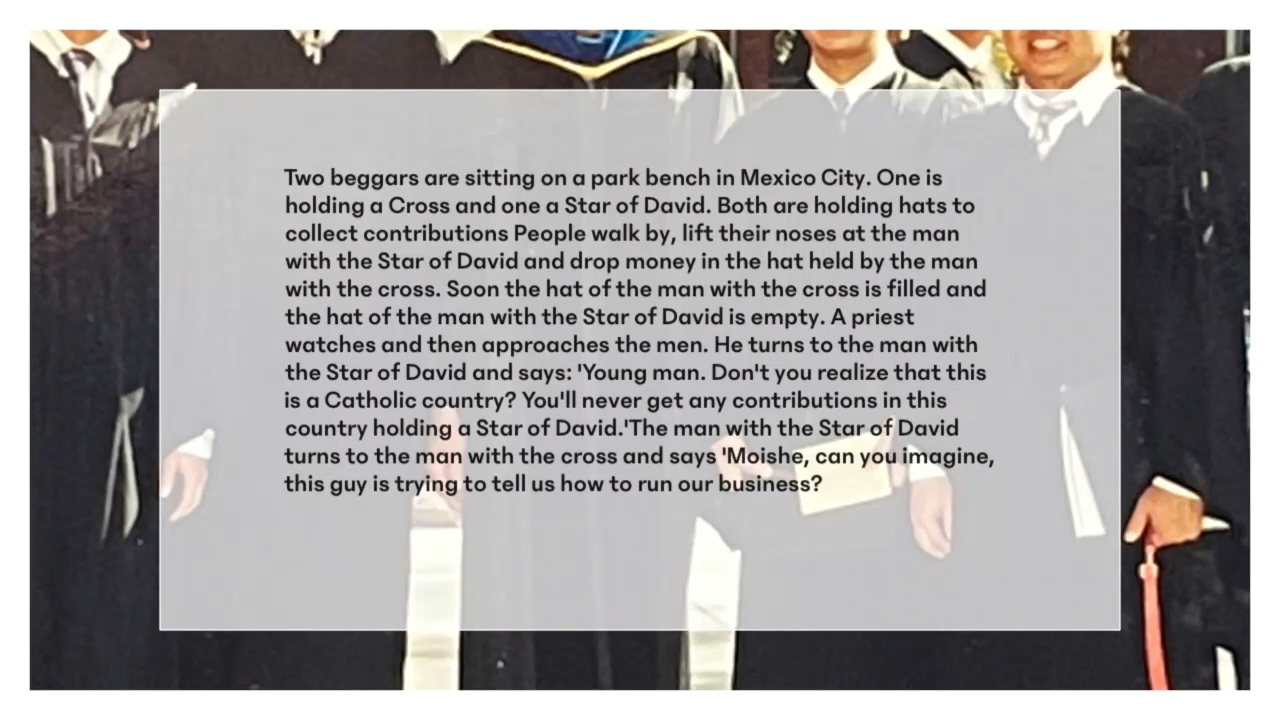 Two beggars are sitting on a park bench in Mexico City. One is
holding a Cross and one a Star of David. Both are holding hats to
collect contributions People walk by, lift their noses at the man
with the Star of David and drop money in the hat held by the man
with the cross. Soon the hat of the man with the cross is filled and
the hat of the man with the Star of David is empty. A priest
watches and then approaches the men. He turns to the man with
the Star of David and says: 'Young man. Don't you realize that this
is a Catholic country? You'll never get any contributions in this
country holding a Star of David.'The man with the Star of David
turns to the man with the cross and says 'Moishe, can you imagine,
this guy is trying to tell us how to run our business?